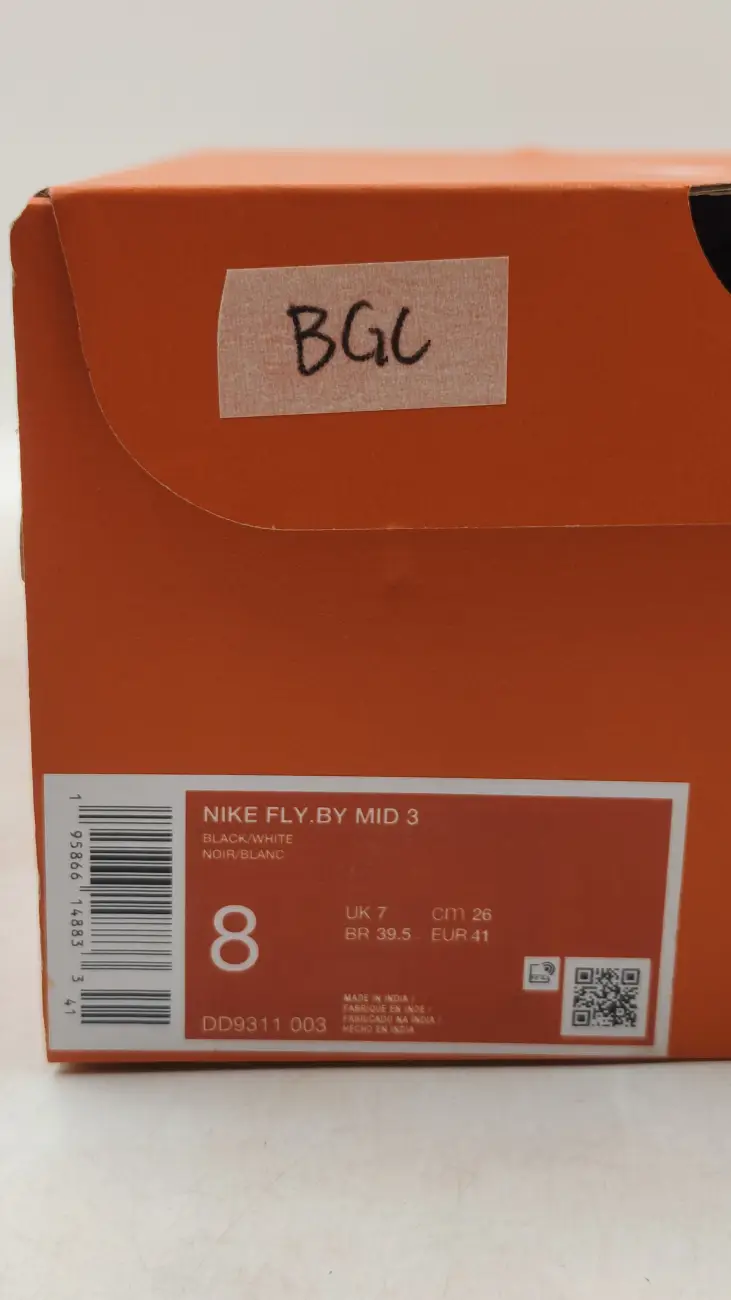 BGC
NIKE FLY.BY MID 3
BLACK/WHITE
NOIR/BLANC
8
UK 7 cm 26
BR 39.5 EUR 41
DD9311 003
MADE IN INDIA /
FABRIQUE EN INDE /
FABRICADO NA INDIA /
HECHO EN INDIA
1 95866 14883 3 41